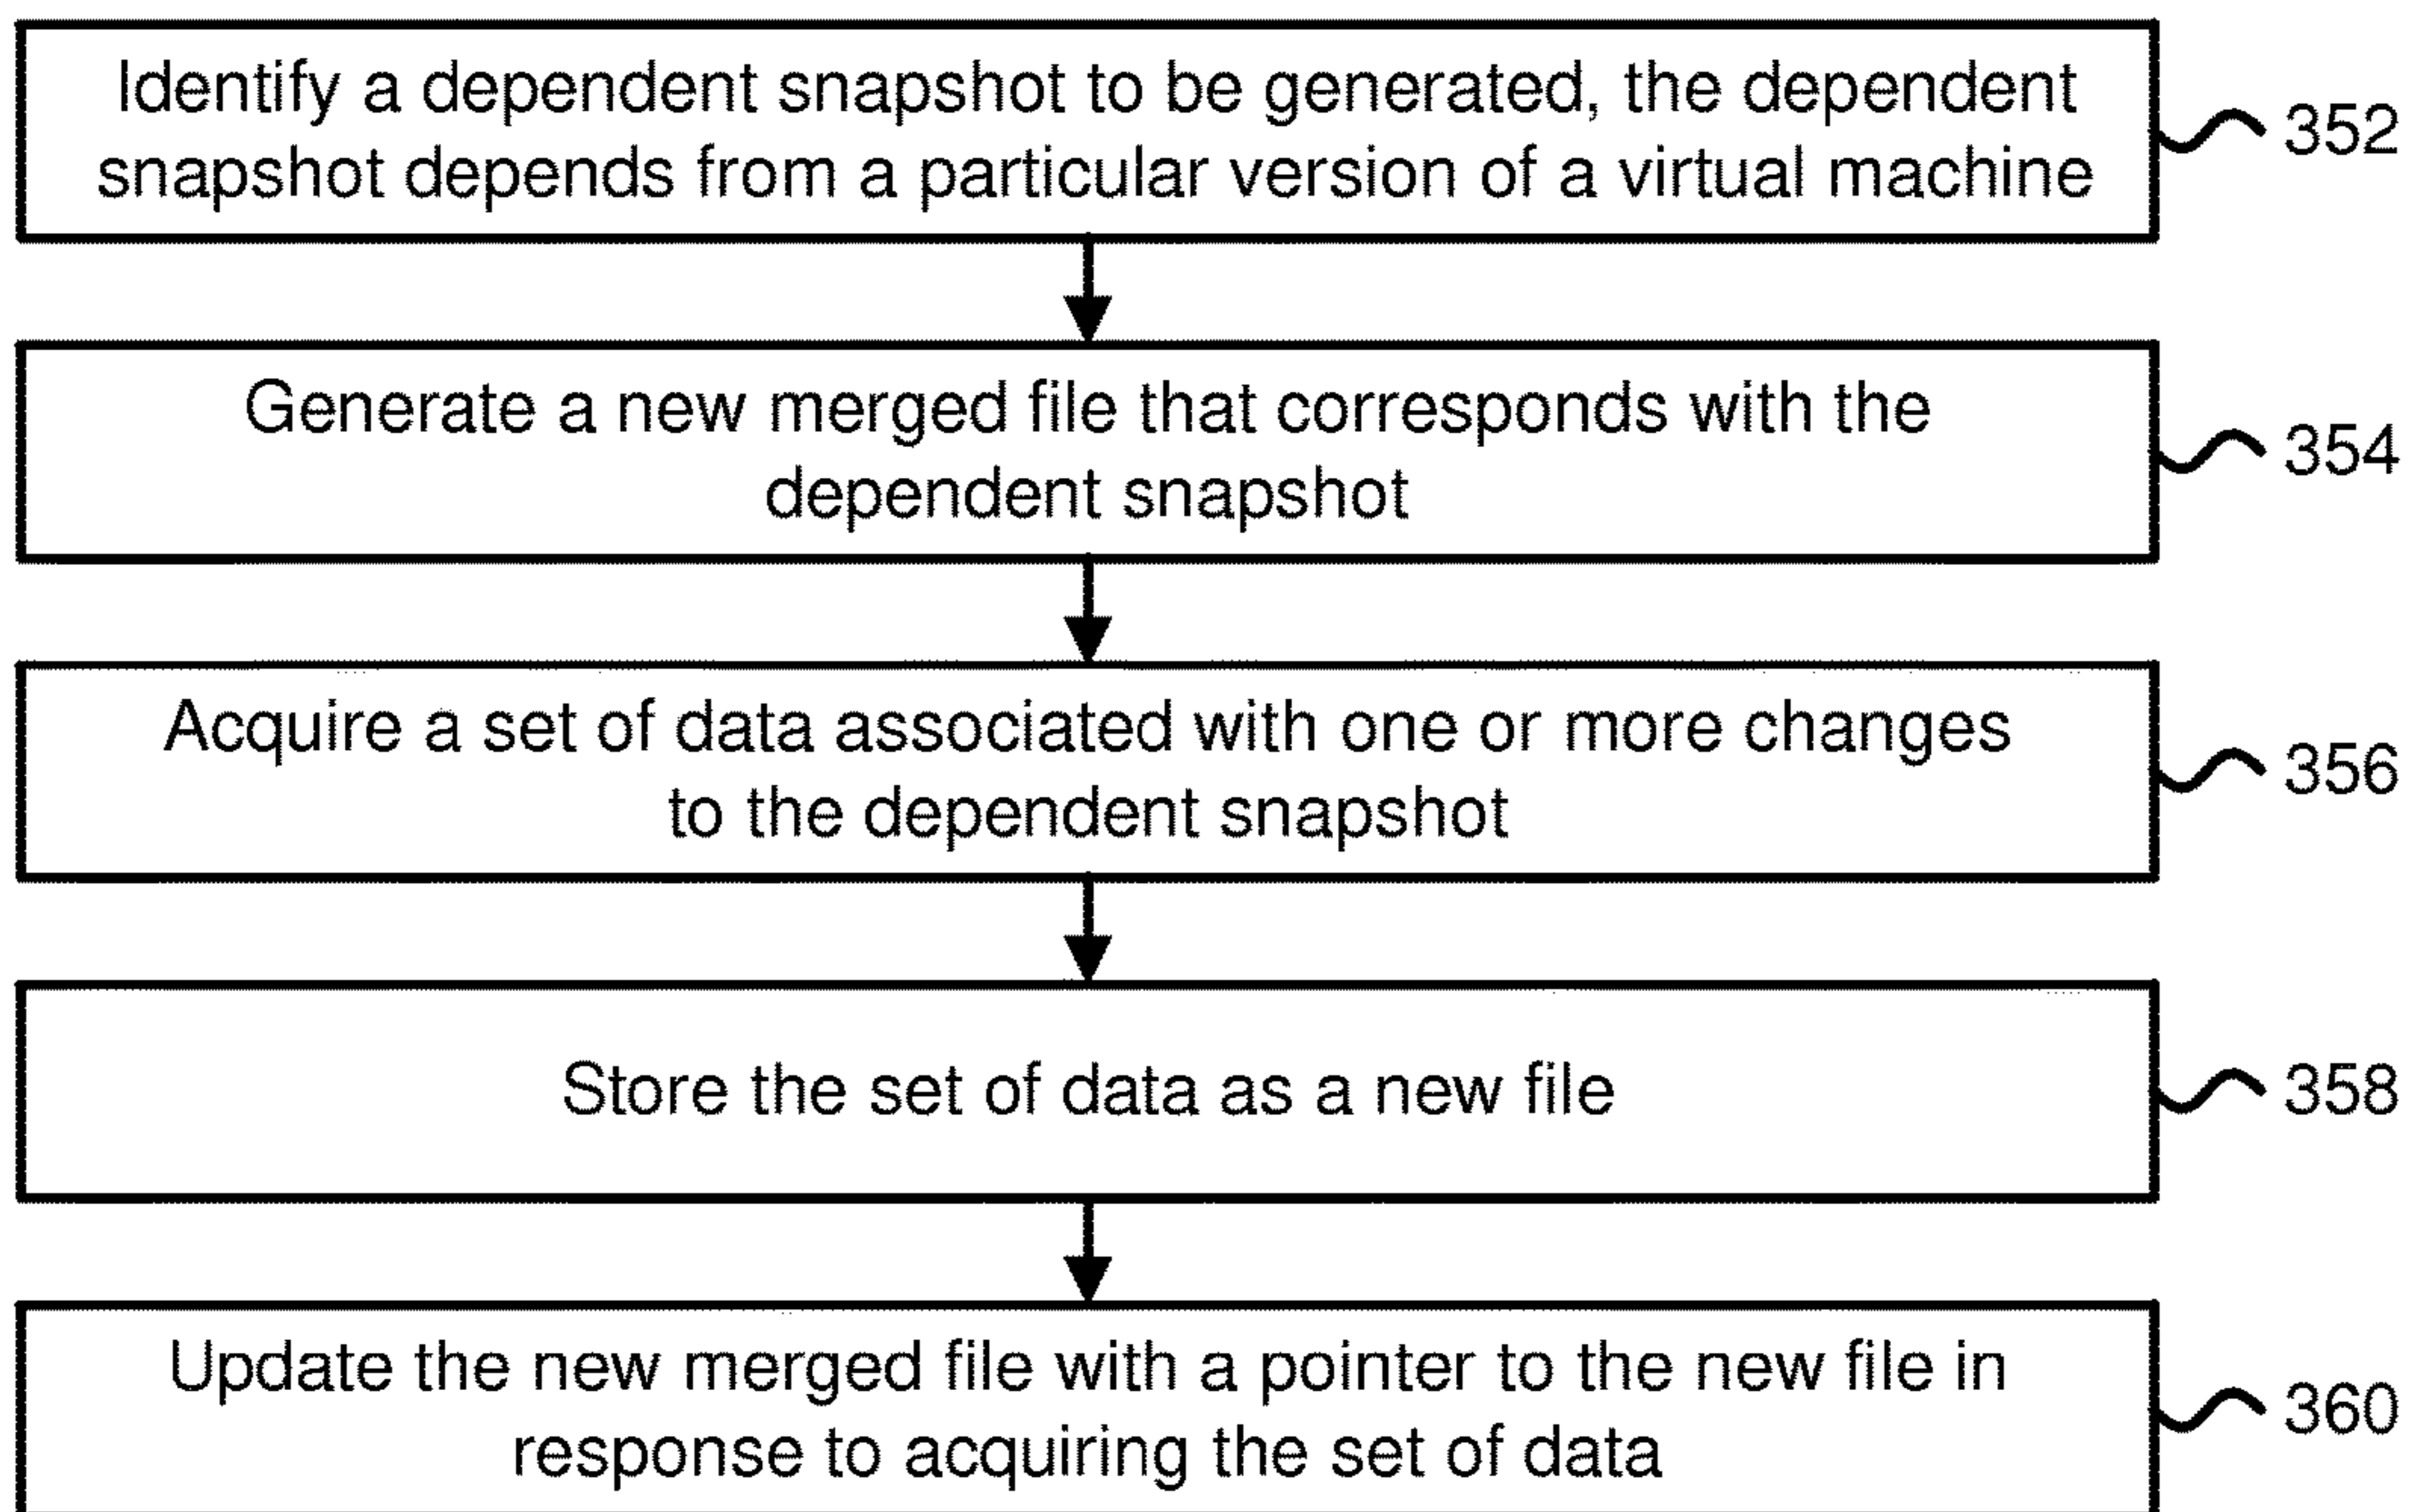 Identify a dependent snapshot to be generated, the dependent
snapshot depends from a particular version of a virtual machine
352
Generate a new merged file that corresponds with the
dependent snapshot
354
Acquire a set of data associated with one or more changes
to the dependent snapshot
356
Store the set of data as a new file
358
Update the new merged file with a pointer to the new file in
response to acquiring the set of data
360